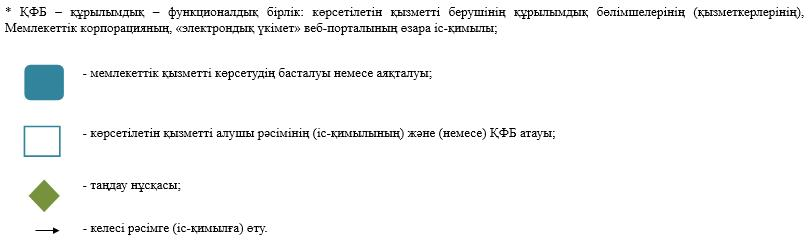 * ҚФБ – құрылымдық – функционалдық бірлік: көрсетілетін қызметті берушінің құрылымдық бөлімшелерінің (қызметкерлерінің),
Мемлекеттік корпорацияның, «электрондық үкімет» веб-порталының өзара іс-қимылы;
- мемлекеттік қызметті көрсетудің басталуы немесе аяқталуы;
- көрсетілетін қызметті алушы рәсімінің (іс-қимылының) және (немесе) ҚФБ атауы;
- таңдау нұсқасы;
- келесі рәсімге (іс-қимылға) өту.